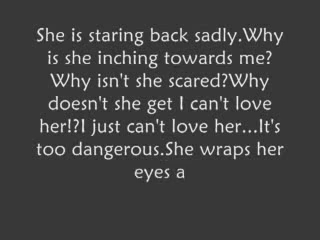 She is staring back sadly.Why
is she inching towards me?
Why isn't she scared?Why
doesn't she get I can't love
her!?I just can't love her...It's
too dangerous.She wraps her
eyes a